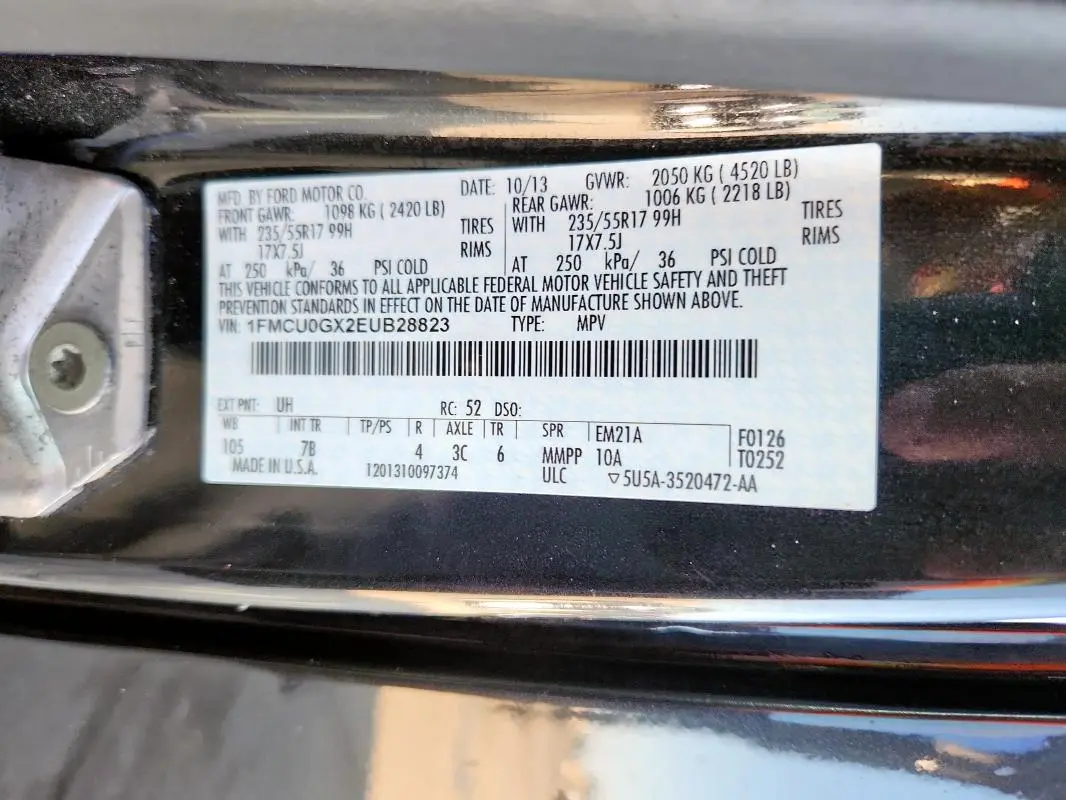 MFD. BY FORD MOTOR CO. DATE: 10/13 GVWR: 2050 KG ( 4520 LB)
FRONT GAWR: 1098 KG ( 2420 LB) REAR GAWR: 1006 KG ( 2218 LB)
WITH 235/55R17 99H TIRES WITH 235/55R17 99H TIRES
17X7.5J RIMS 17X7.5J RIMS
AT 250 kPa/ 36 PSI COLD AT 250 kPa/ 36 PSI COLD
THIS VEHICLE CONFORMS TO ALL APPLICABLE FEDERAL MOTOR VEHICLE SAFETY AND THEFT
PREVENTION STANDARDS IN EFFECT ON THE DATE OF MANUFACTURE SHOWN ABOVE.
VIN: 1FMCU0GX2EUB28823 TYPE: MPV
EXT PNT: UH RC: 52 DSO:
WB INT TR TP/PS R AXLE TR SPR EM21A F0126
105 7B 4 3C 6 MMPP 10A T0252
MADE IN U.S.A. 1201310097374 ULC ▽5U5A-3520472-AA